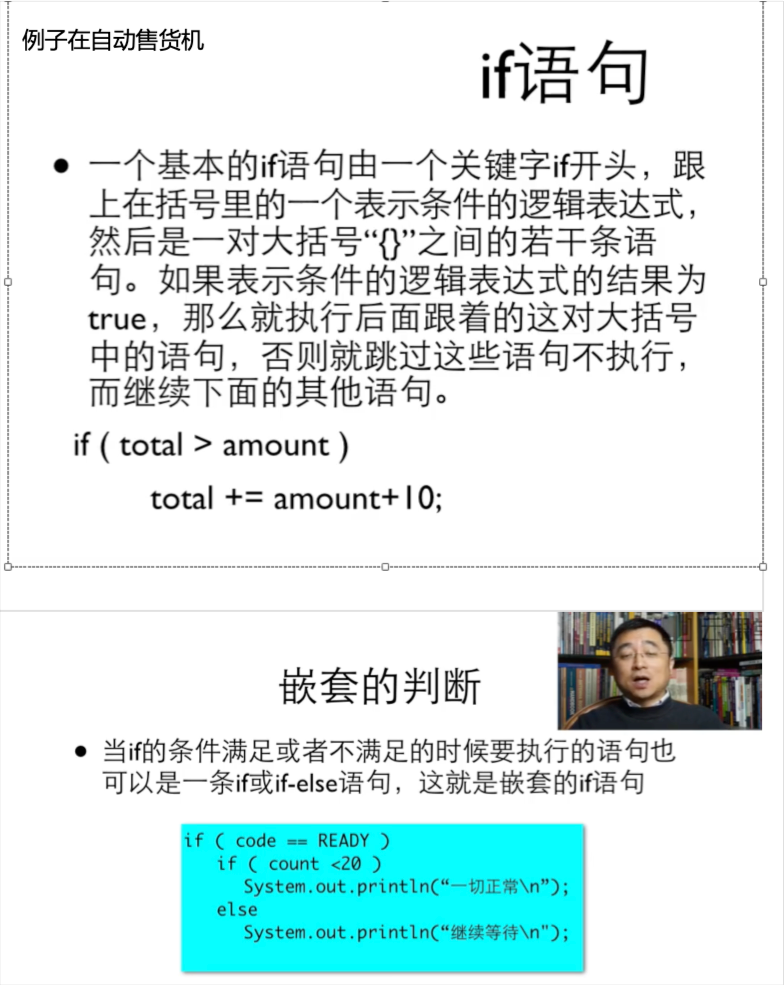 例子在自动售货机
if语句
• 一个基本的if语句由一个关键字if开头，跟
上在括号里的一个表示条件的逻辑表达式，
然后是一对大括号“{}”之间的若干条语
句。如果表示条件的逻辑表达式的结果为
true，那么就执行后面跟着的这对大括号
中的语句，否则就跳过这些语句不执行，
而继续下面的其他语句。
if ( total > amount )
total += amount+10;
嵌套的判断
• 当if的条件满足或者不满足的时候要执行的语句也
可以是一条if或if-else语句，这就是嵌套的if语句
if ( code == READY )
if ( count <20 )
System.out.println(“一切正常\n”);
else
System.out.println(“继续等待\n");